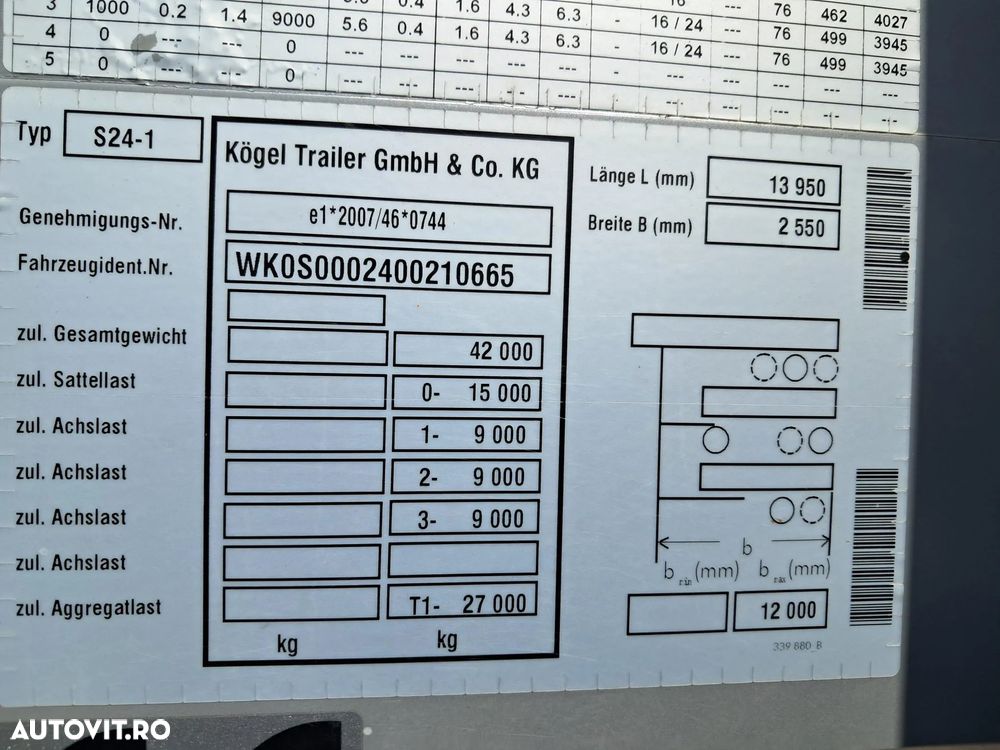 3 1000 0.2 1.4 9000 5.6 0.4 1.6 4.3 6.3 - 16 --- 76 462 4027
4 0 --- --- 0 5.6 0.4 1.6 4.3 6.3 - 16 / 24 --- 76 499 3945
5 0 --- --- 0 --- --- --- --- --- - 16 / 24 --- 76 499 3945
Typ S24-1
Kögel Trailer GmbH & Co. KG
Länge L (mm) 13 950
Genehmigungs-Nr. e1*2007/46*0744
Breite B (mm) 2 550
Fahrzeugident.Nr. WK0S0002400210665
zul. Gesamtgewicht 42 000
zul. Sattellast 0- 15 000
zul. Achslast 1- 9 000
zul. Achslast 2- 9 000
zul. Achslast 3- 9 000
zul. Achslast
zul. Aggregatlast T1- 27 000
kg kg
b
b min (mm) b max (mm)
12 000
339 880_B
AUTOVIT.RO